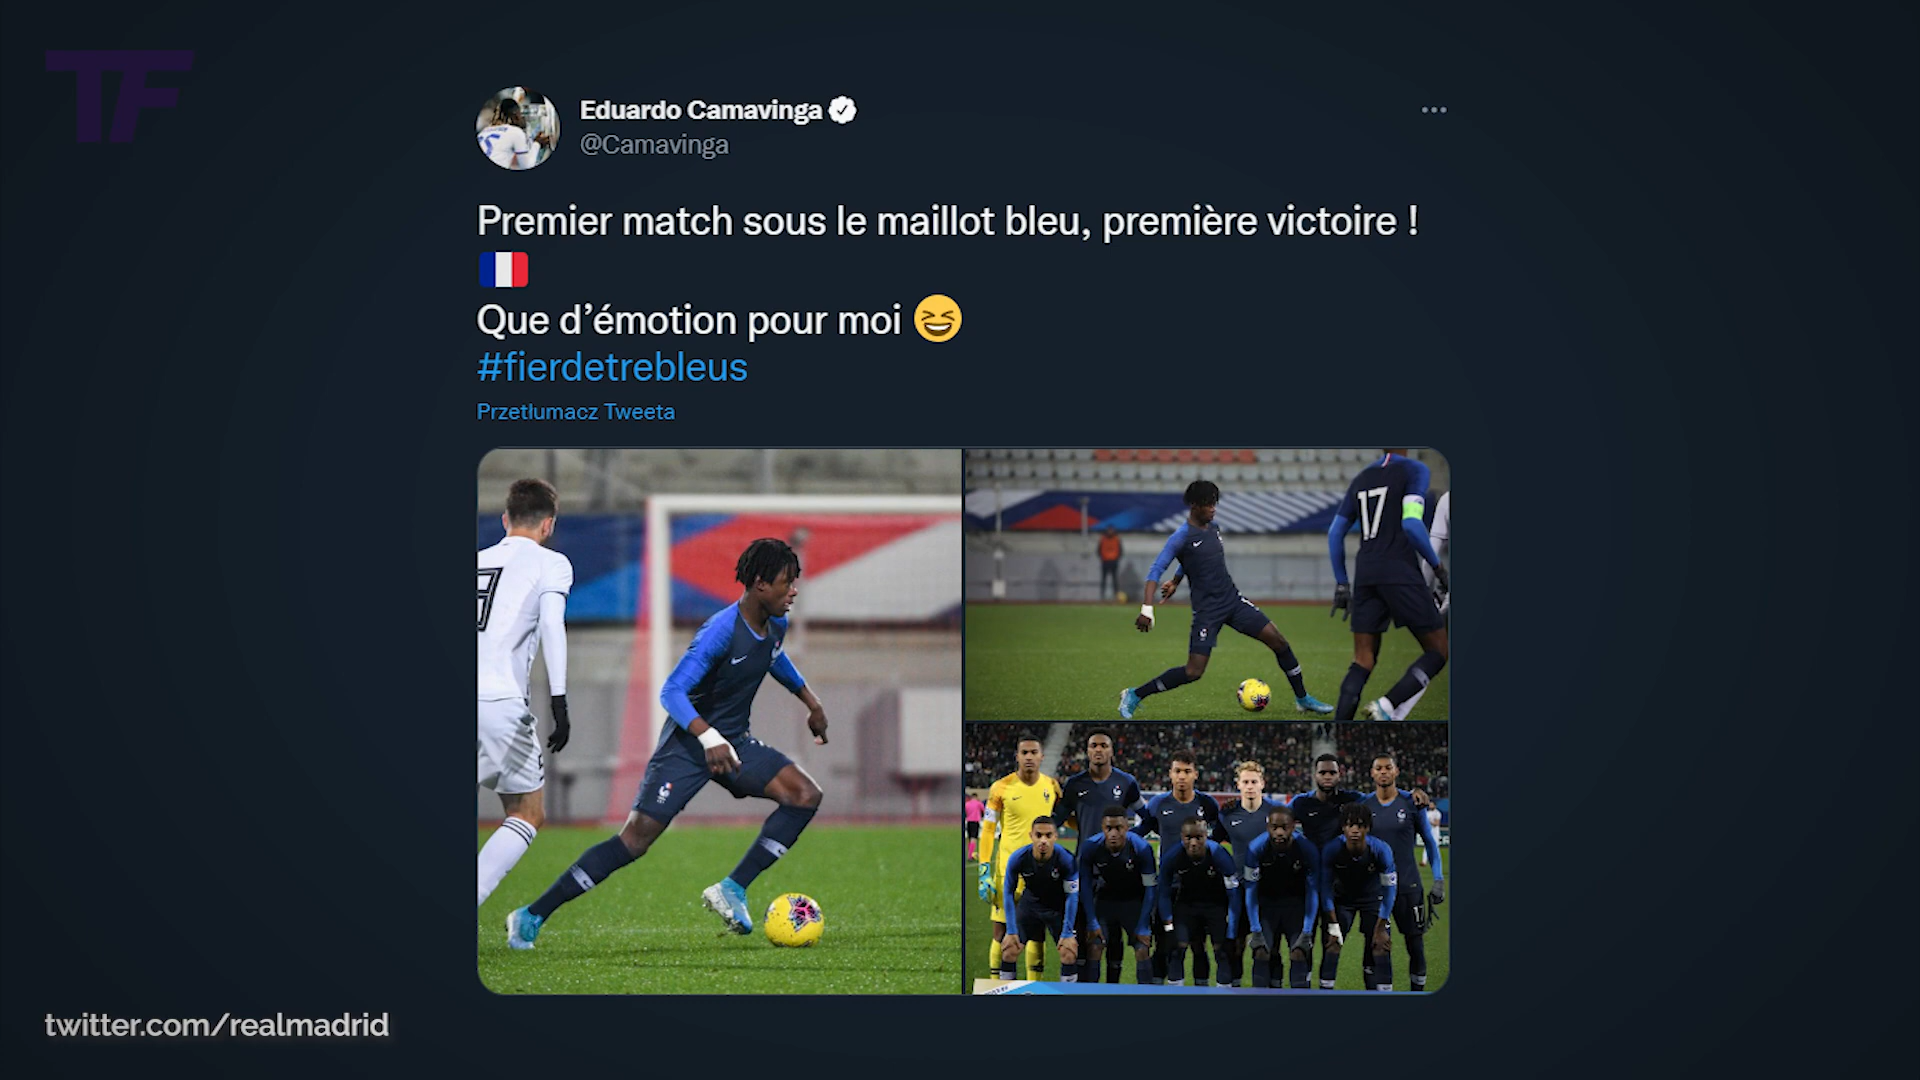 TF
Eduardo Camavinga
@Camavinga
Premier match sous le maillot bleu, première victoire !
🇫🇷
Que d’émotion pour moi 😆
#fierdetrebleus
Przetłumacz Tweeta
17
17
twitter.com/realmadrid